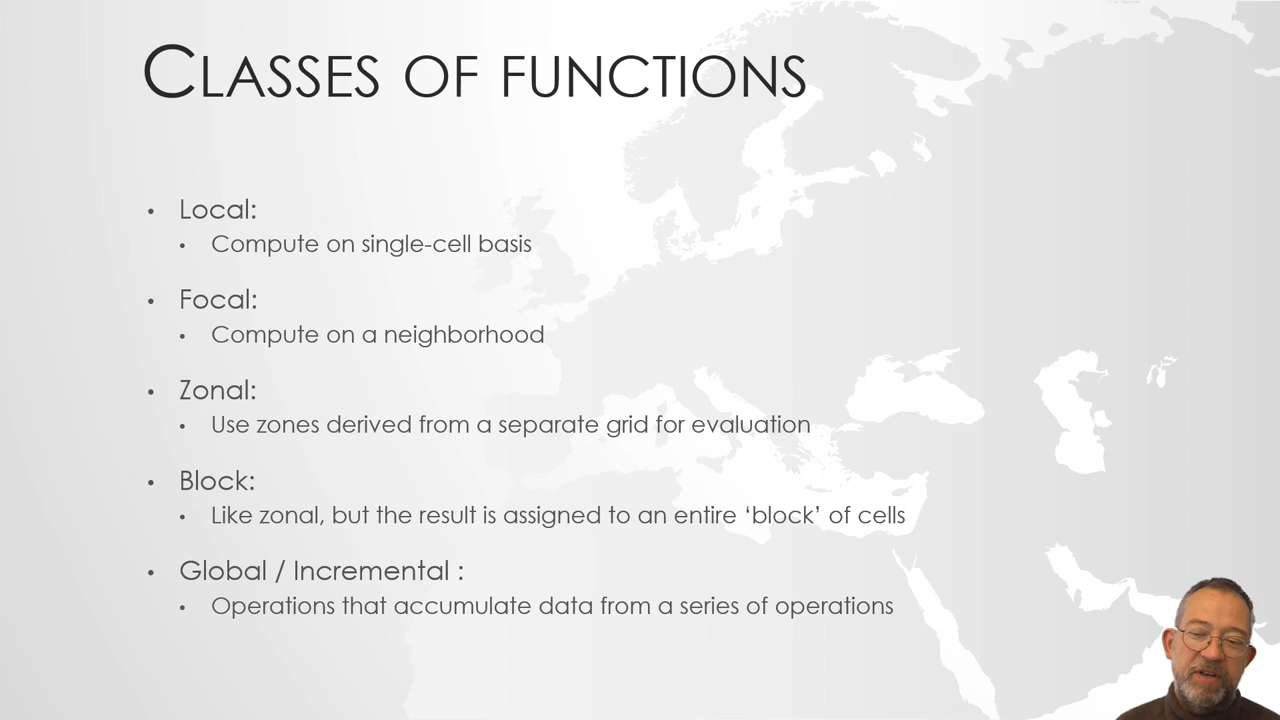 Classes of functions
• Local:
• Compute on single-cell basis
• Focal:
• Compute on a neighborhood
• Zonal:
• Use zones derived from a separate grid for evaluation
• Block:
• Like zonal, but the result is assigned to an entire ‘block’ of cells
• Global / Incremental :
• Operations that accumulate data from a series of operations